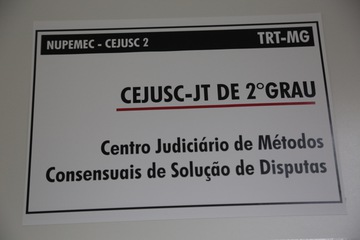 NUPEMEC - CEJUSC 2 TRT-MG
CEJUSC-JT DE 2°GRAU
Centro Judiciário de Métodos
Consensuais de Solução de Disputas